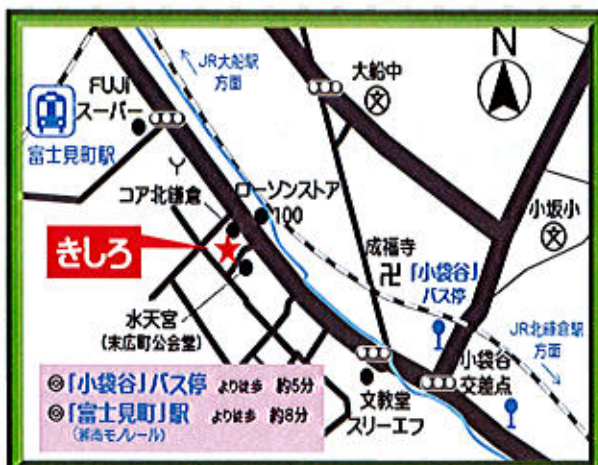 N
JR大船駅
方面
大船中
文
FUJI
スーパー
富士見町駅
コア北鎌倉
ローソンストア
100
小坂小
文
きしろ
成福寺
「小袋谷」
バス停
水天宮
(末広町公会堂)
JR北鎌倉駅
方面
小袋谷
交差点
文教堂
スリーエフ
◎「小袋谷」バス停 より徒歩 約5分
◎「富士見町」駅 より徒歩 約8分
(湘南モノレール)